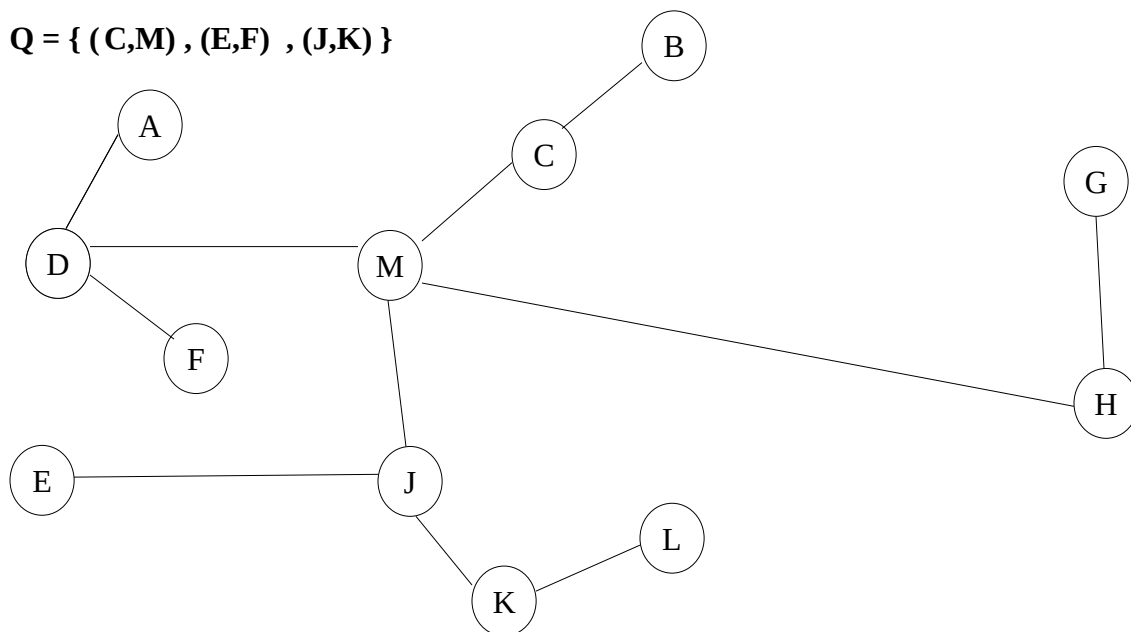 Q = { ( C,M) , (E,F) , (J,K) }
B
A
C
G
D
M
F
H
E
J
L
K